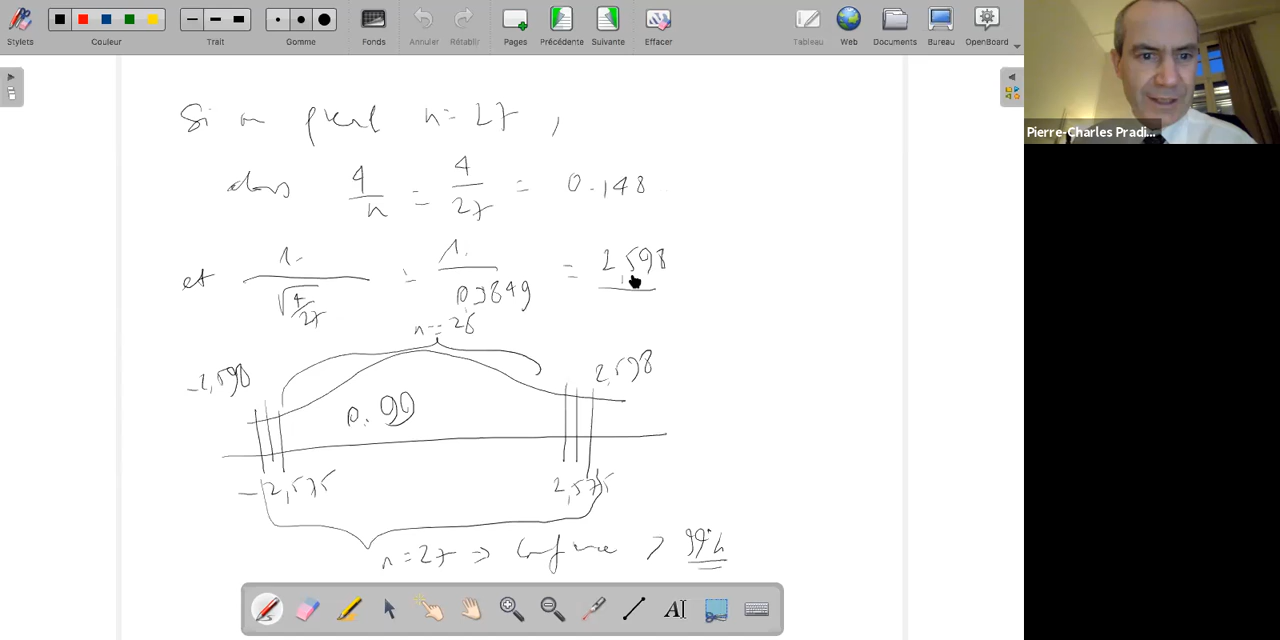 Stylets Couleur Trait Gomme Fonds Annuler Rétablir Pages Précédente Suivante Effacer Tableau Web Documents Bureau OpenBoard
Pierre-Charles Pradi...
Si on prend n = 27,
alors 4/n = 4/27 = 0.148
et 1/√(4/27) = 1/0,3849 = 2,598
n = 26
-2,598 2,598
0.99
-2,575 2,575
n = 27 ⇒ Confiance > 99%
A